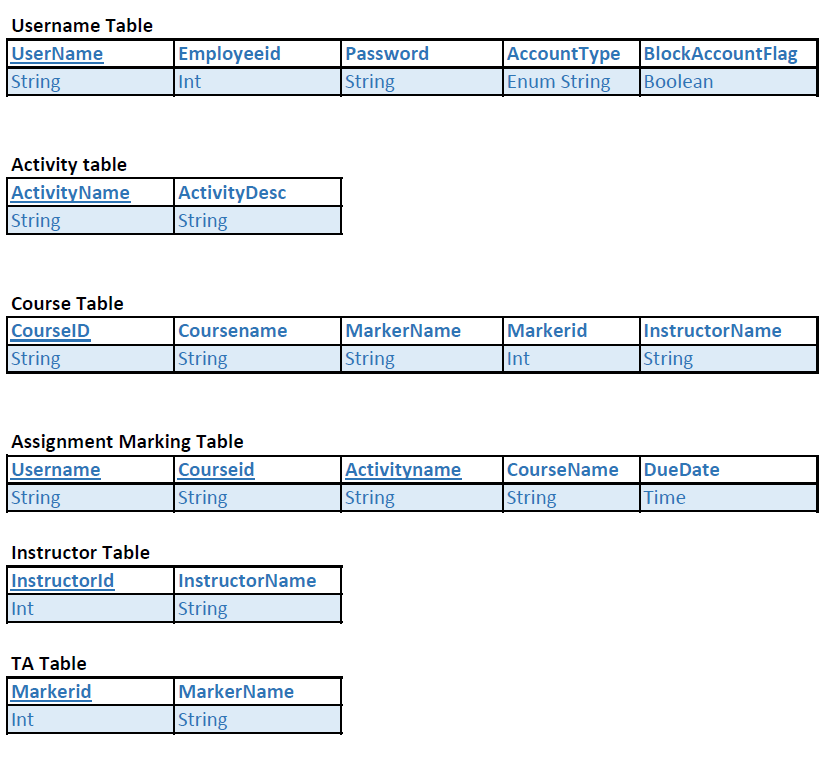 Username Table
UserName Employeeid Password AccountType BlockAccountFlag
String Int String Enum String Boolean
Activity table
ActivityName ActivityDesc
String String
Course Table
CourseID Coursename MarkerName Markerid InstructorName
String String String Int String
Assignment Marking Table
Username Courseid Activityname CourseName DueDate
String String String String Time
Instructor Table
InstructorId InstructorName
Int String
TA Table
Markerid MarkerName
Int String